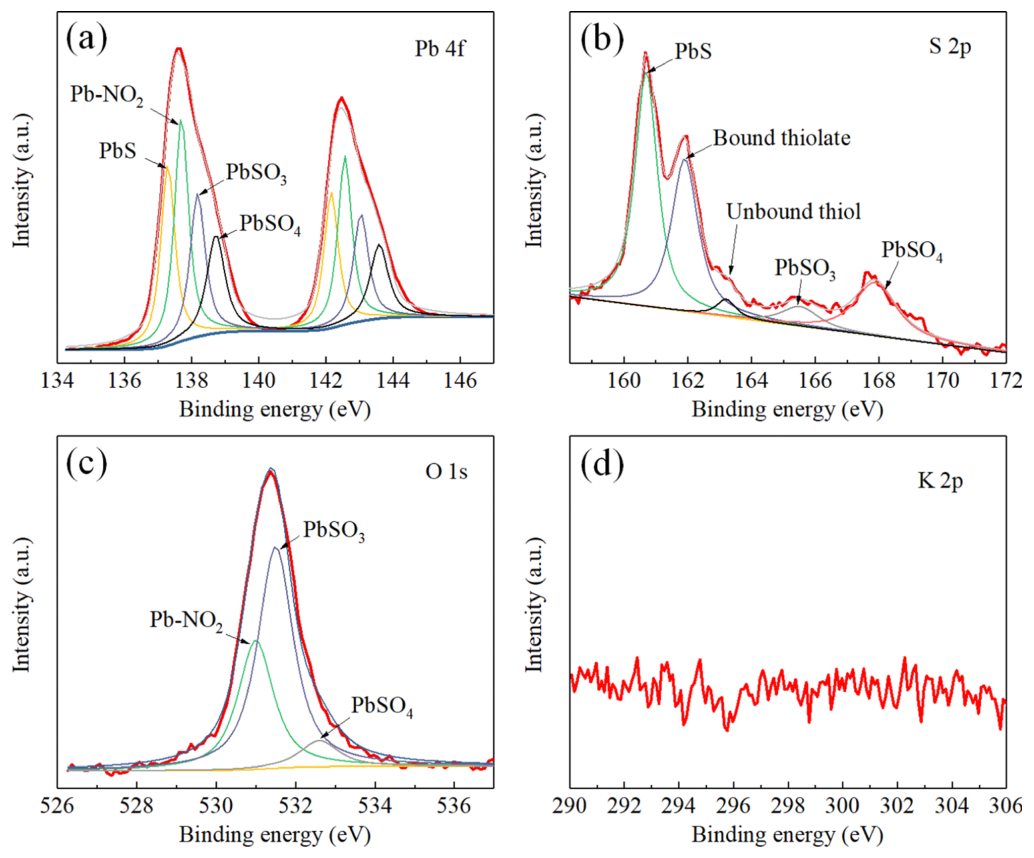 (a)
Pb 4f
Pb-NO₂
PbS
PbSO₃
PbSO₄
Intensity (a.u.)
134 136 138 140 142 144 146
Binding energy (eV)
(b)
S 2p
PbS
Bound thiolate
Unbound thiol
PbSO₃
PbSO₄
Intensity (a.u.)
160 162 164 166 168 170 172
Binding energy (eV)
(c)
O 1s
PbSO₃
Pb-NO₂
PbSO₄
Intensity (a.u.)
526 528 530 532 534 536
Binding energy (eV)
(d)
K 2p
Intensity (a.u.)
290 292 294 296 298 300 302 304 306
Binding energy (eV)